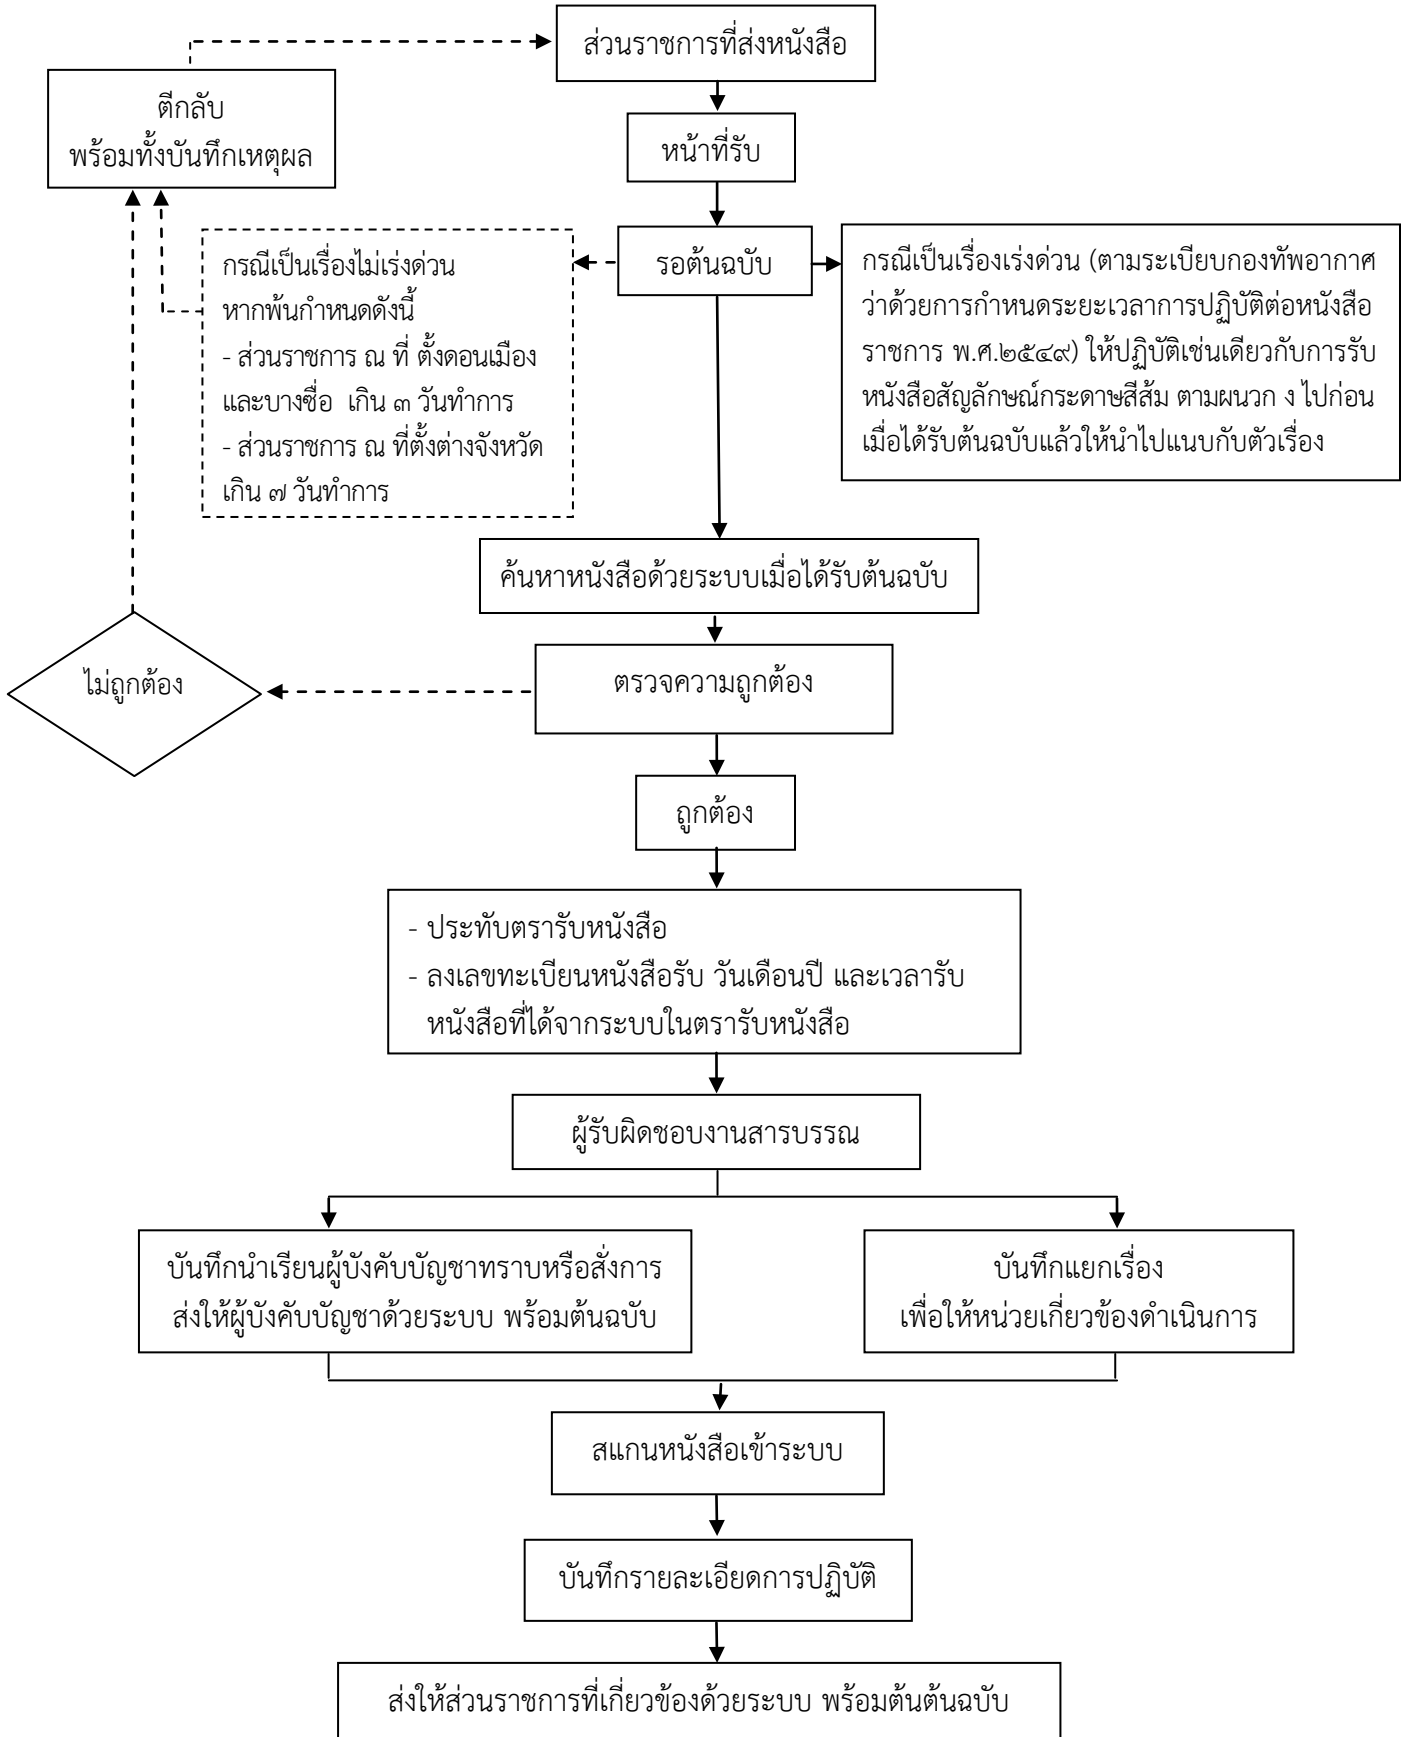 ส่วนราชการที่ส่งหนังสือ
ตีกลับ
พร้อมทั้งบันทึกเหตุผล
หน้าที่รับ
รอต้นฉบับ
กรณีเป็นเรื่องไม่เร่งด่วน
หากพ้นกำหนดดังนี้
- ส่วนราชการ ณ ที่ ตั้งดอนเมือง
และบางซื่อ เกิน ๓ วันทำการ
- ส่วนราชการ ณ ที่ตั้งต่างจังหวัด
เกิน ๗ วันทำการ
กรณีเป็นเรื่องเร่งด่วน (ตามระเบียบกองทัพอากาศ
ว่าด้วยการกำหนดระยะเวลาการปฏิบัติต่อหนังสือ
ราชการ พ.ศ.๒๕๔๙) ให้ปฏิบัติเช่นเดียวกับการรับ
หนังสือสัญลักษณ์กระดาษสีส้ม ตามผนวก ง ไปก่อน
เมื่อได้รับต้นฉบับแล้วให้นำไปแนบกับตัวเรื่อง
ค้นหาหนังสือด้วยระบบเมื่อได้รับต้นฉบับ
ไม่ถูกต้อง
ตรวจความถูกต้อง
ถูกต้อง
- ประทับตรารับหนังสือ
- ลงเลขทะเบียนหนังสือรับ วันเดือนปี และเวลารับ
หนังสือที่ได้จากระบบในตรารับหนังสือ
ผู้รับผิดชอบงานสารบรรณ
บันทึกนำเรียนผู้บังคับบัญชาทราบหรือสั่งการ
ส่งให้ผู้บังคับบัญชาด้วยระบบ พร้อมต้นฉบับ
บันทึกแยกเรื่อง
เพื่อให้หน่วยเกี่ยวข้องดำเนินการ
สแกนหนังสือเข้าระบบ
บันทึกรายละเอียดการปฏิบัติ
ส่งให้ส่วนราชการที่เกี่ยวข้องด้วยระบบ พร้อมต้นต้นฉบับ